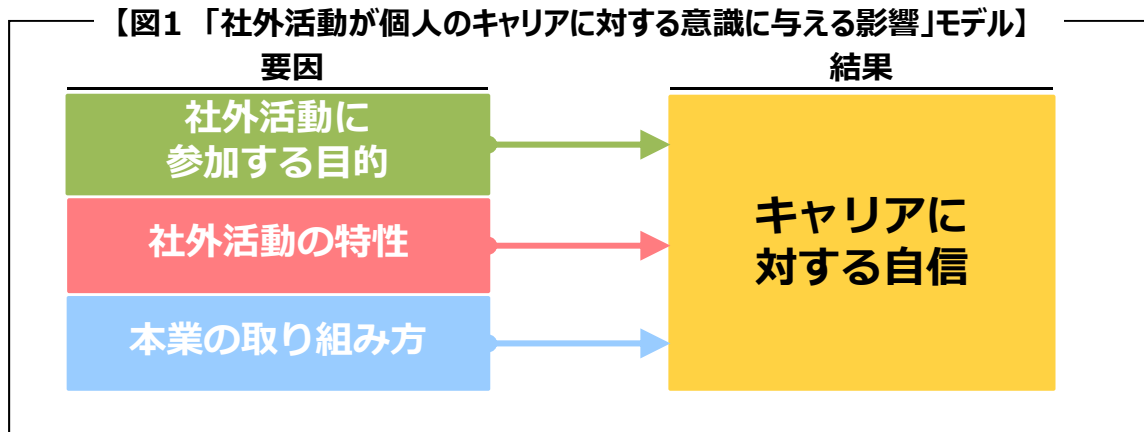 【図1 「社外活動が個人のキャリアに対する意識に与える影響」モデル】
要因
結果
社外活動に
参加する目的
社外活動の特性
本業の取り組み方
キャリアに
対する自信